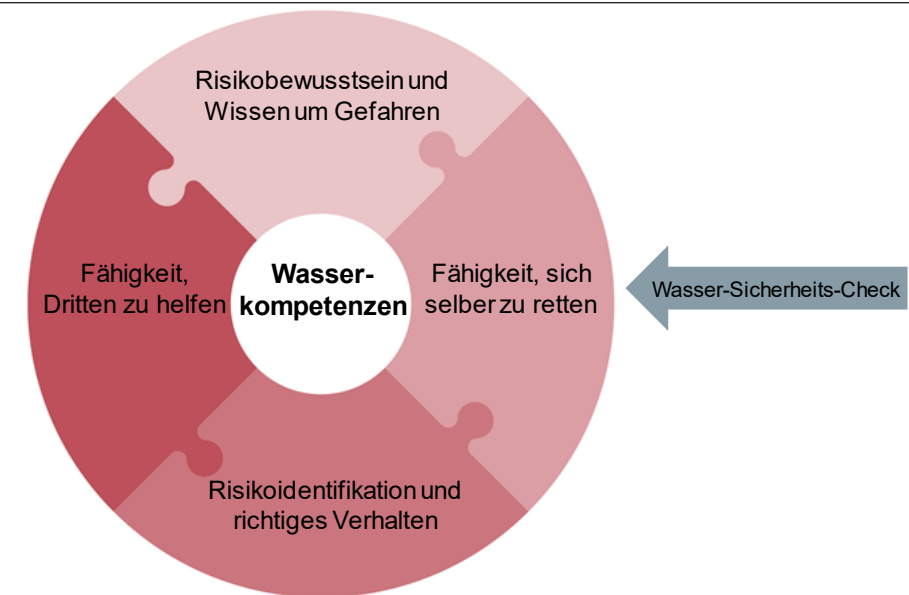 Risikobewusstsein und
Wissen um Gefahren
Fähigkeit,
Dritten zu helfen
Wasser-
kompetenzen
Fähigkeit, sich
selber zu retten
Wasser-Sicherheits-Check
Risikoidentifikation und
richtiges Verhalten